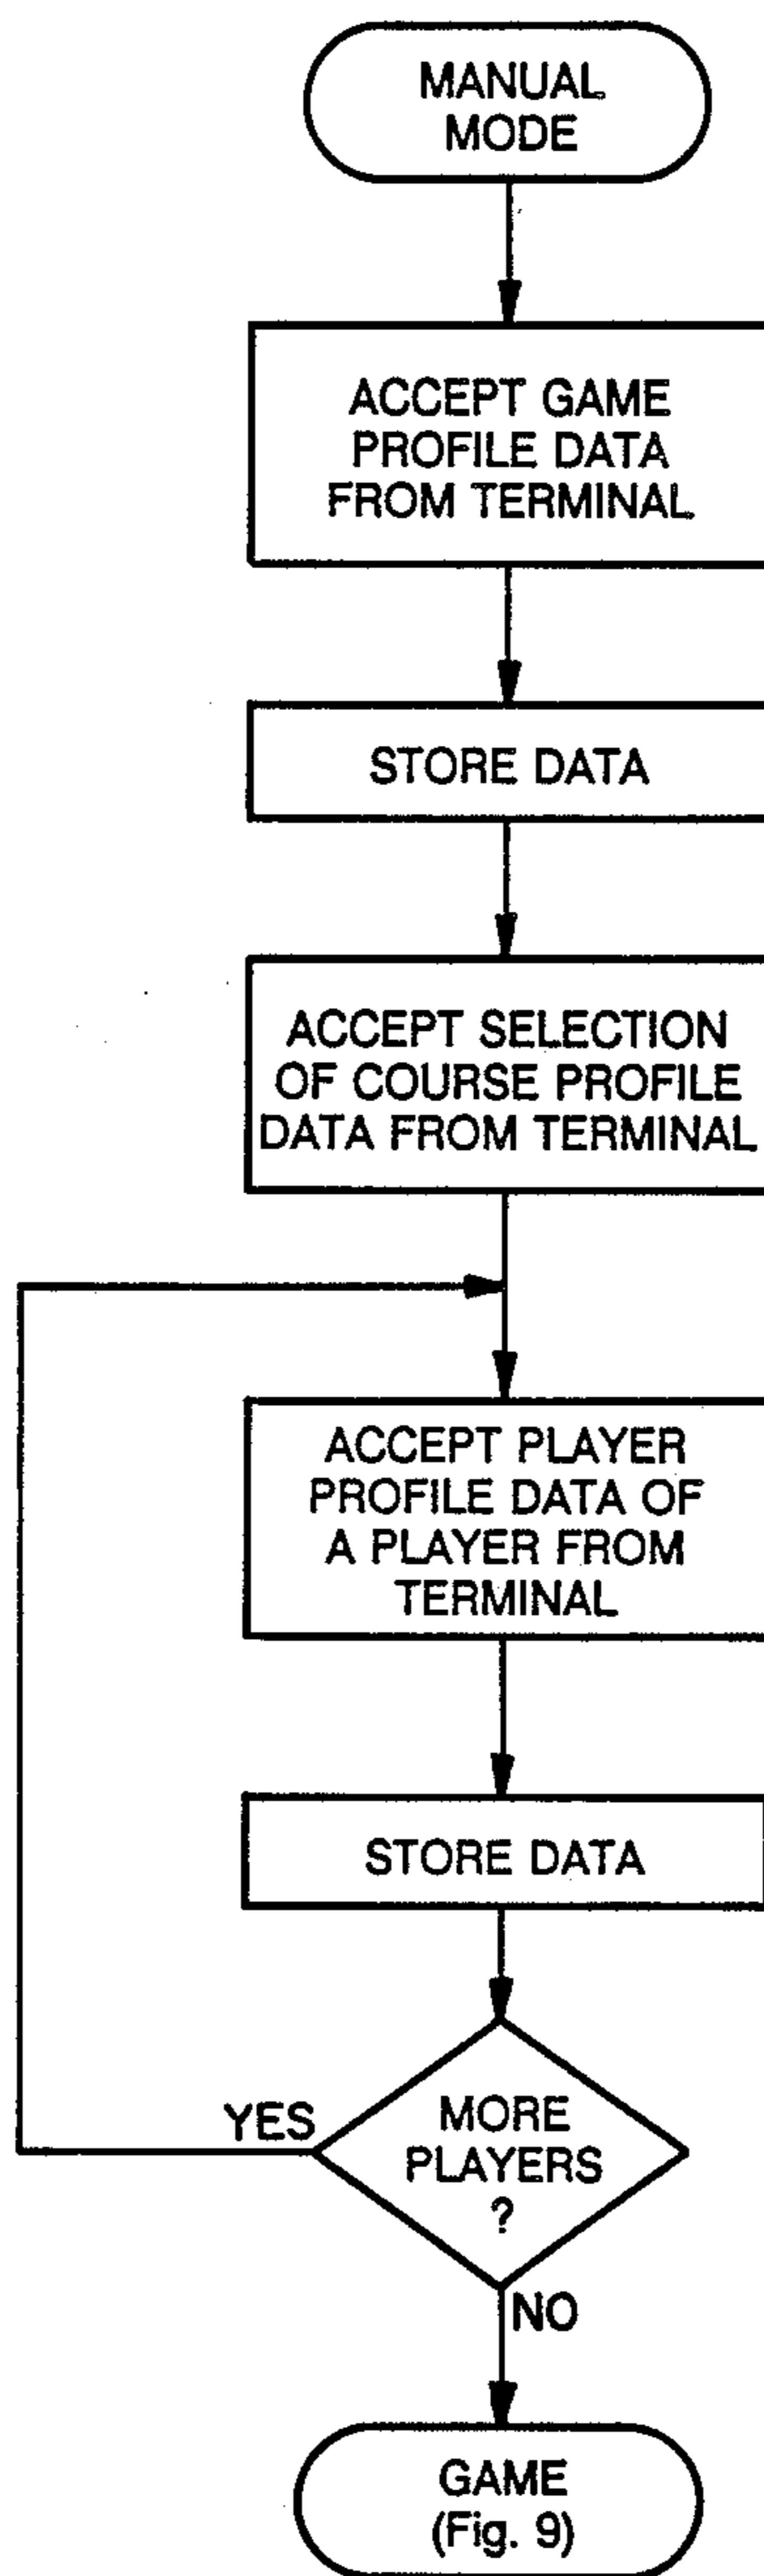 MANUAL
MODE
ACCEPT GAME
PROFILE DATA
FROM TERMINAL
STORE DATA
ACCEPT SELECTION
OF COURSE PROFILE
DATA FROM TERMINAL
ACCEPT PLAYER
PROFILE DATA OF
A PLAYER FROM
TERMINAL
STORE DATA
YES
MORE
PLAYERS
?
NO
GAME
(Fig. 9)